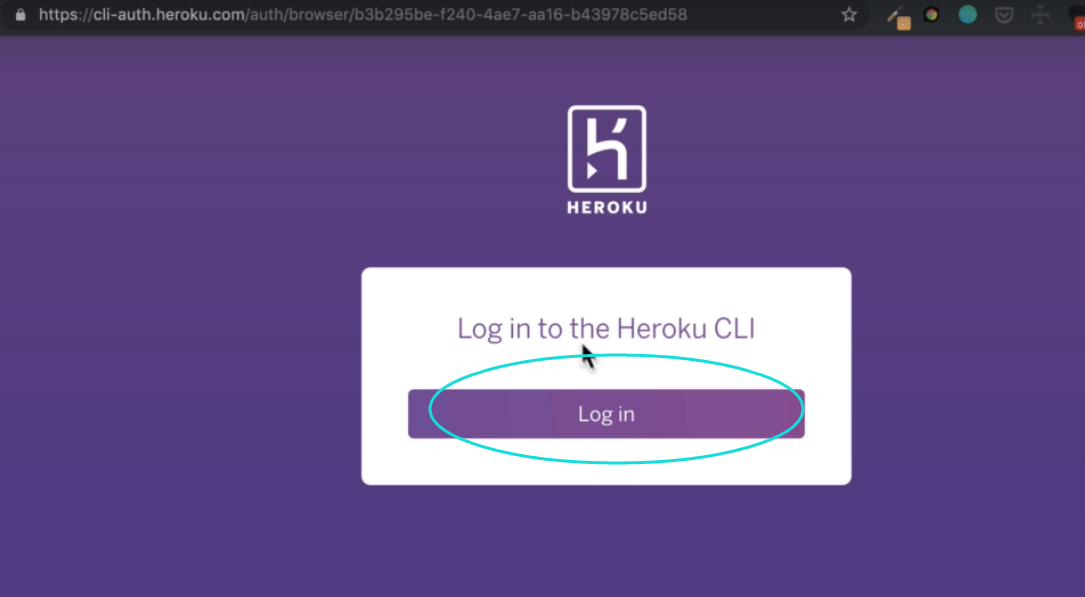 https://cli-auth.heroku.com/auth/browser/b3b295be-f240-4ae7-aa16-b43978c5ed58
HEROKU
Log in to the Heroku CLI
Log in